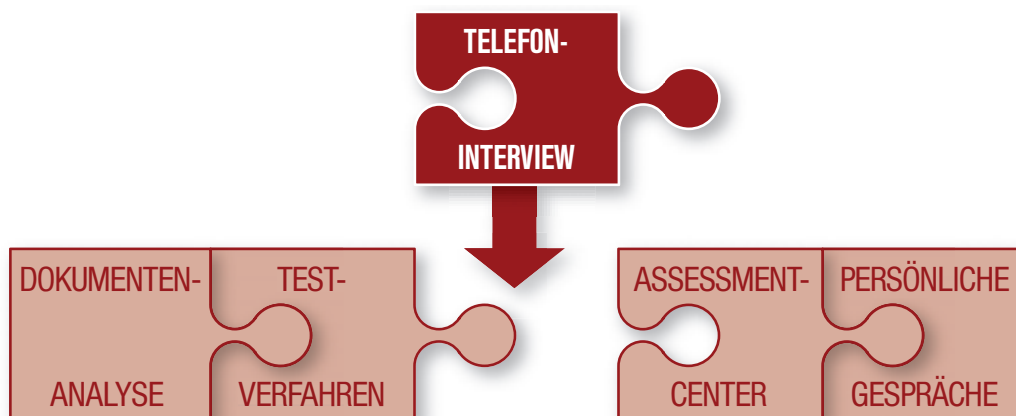 TELEFON-
INTERVIEW
DOKUMENTEN-
ANALYSE
TEST-
VERFAHREN
ASSESSMENT-
CENTER
PERSÖNLICHE
GESPRÄCHE